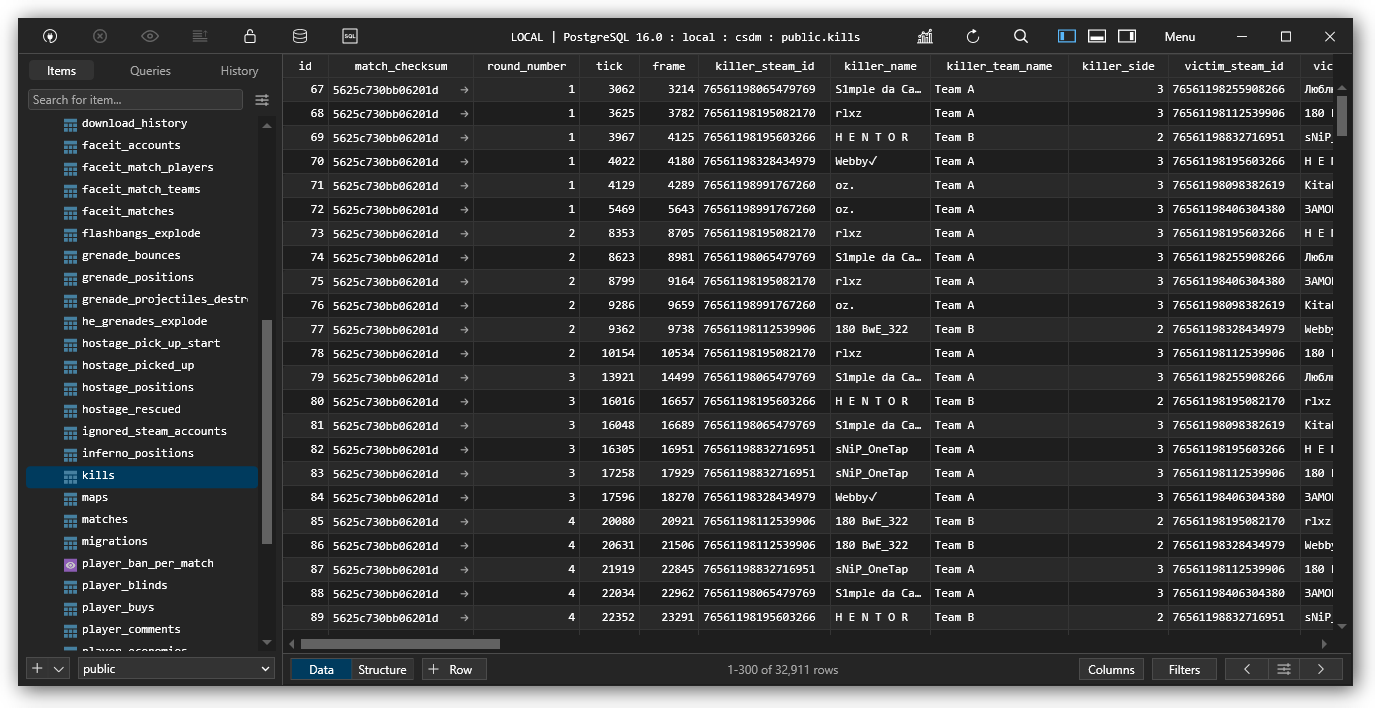 SQL
LOCAL | PostgreSQL 16.0 : local : csdm : public.kills
Menu
Items Queries History
Search for item...
download_history
faceit_accounts
faceit_match_players
faceit_match_teams
faceit_matches
flashbangs_explode
grenade_bounces
grenade_positions
grenade_projectiles_destr
he_grenades_explode
hostage_pick_up_start
hostage_picked_up
hostage_positions
hostage_rescued
ignored_steam_accounts
inferno_positions
kills
maps
matches
migrations
player_ban_per_match
player_blinds
player_buys
player_comments
player_economies
public
id match_checksum round_number tick frame killer_steam_id killer_name killer_team_name killer_side victim_steam_id vic
67 5625c730bb06201d → 1 3062 3214 76561198065479769 S1mple da Ca… Team A 3 76561198255908266 Любл
68 5625c730bb06201d → 1 3625 3782 76561198195082170 rlxz Team A 3 76561198112539906 180
69 5625c730bb06201d → 1 3967 4125 76561198195603266 H E N T O R Team B 2 76561198832716951 sNiP_
70 5625c730bb06201d → 1 4022 4180 76561198328434979 Webby✓ Team A 3 76561198195603266 H E
71 5625c730bb06201d → 1 4129 4289 76561198991767260 oz. Team A 3 76561198098382619 Kita
72 5625c730bb06201d → 1 5469 5643 76561198991767260 oz. Team A 3 76561198406304380 ЗАМО
73 5625c730bb06201d → 2 8353 8705 76561198195082170 rlxz Team A 3 76561198195603266 H E
74 5625c730bb06201d → 2 8623 8981 76561198065479769 S1mple da Ca… Team A 3 76561198255908266 Любл
75 5625c730bb06201d → 2 8799 9164 76561198195082170 rlxz Team A 3 76561198406304380 ЗАМО
76 5625c730bb06201d → 2 9286 9659 76561198991767260 oz. Team A 3 76561198098382619 Kita
77 5625c730bb06201d → 2 9362 9738 76561198112539906 180 BwE_322 Team B 2 76561198328434979 Webby
78 5625c730bb06201d → 2 10154 10534 76561198195082170 rlxz Team A 3 76561198112539906 180
79 5625c730bb06201d → 3 13921 14499 76561198065479769 S1mple da Ca… Team A 3 76561198255908266 Любл
80 5625c730bb06201d → 3 16016 16657 76561198195603266 H E N T O R Team B 2 76561198195082170 rlxz
81 5625c730bb06201d → 3 16048 16689 76561198065479769 S1mple da Ca… Team A 3 76561198098382619 Kita
82 5625c730bb06201d → 3 16305 16951 76561198832716951 sNiP_OneTap Team A 3 76561198195603266 H E
83 5625c730bb06201d → 3 17258 17929 76561198832716951 sNiP_OneTap Team A 3 76561198112539906 180
84 5625c730bb06201d → 3 17596 18270 76561198328434979 Webby✓ Team A 3 76561198406304380 ЗАМО
85 5625c730bb06201d → 4 20080 20921 76561198112539906 180 BwE_322 Team B 2 76561198195082170 rlxz
86 5625c730bb06201d → 4 20631 21506 76561198112539906 180 BwE_322 Team B 2 76561198328434979 Webby
87 5625c730bb06201d → 4 21919 22845 76561198832716951 sNiP_OneTap Team A 3 76561198112539906 180
88 5625c730bb06201d → 4 22034 22962 76561198065479769 S1mple da Ca… Team A 3 76561198406304380 ЗАМО
89 5625c730bb06201d → 4 22352 23291 76561198195603266 H E N T O R Team B 2 76561198832716951 sNiP_
Data Structure + Row 1-300 of 32,911 rows Columns Filters